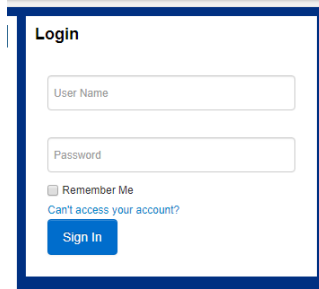 Login
User Name
Password
Remember Me
Can't access your account?
Sign In